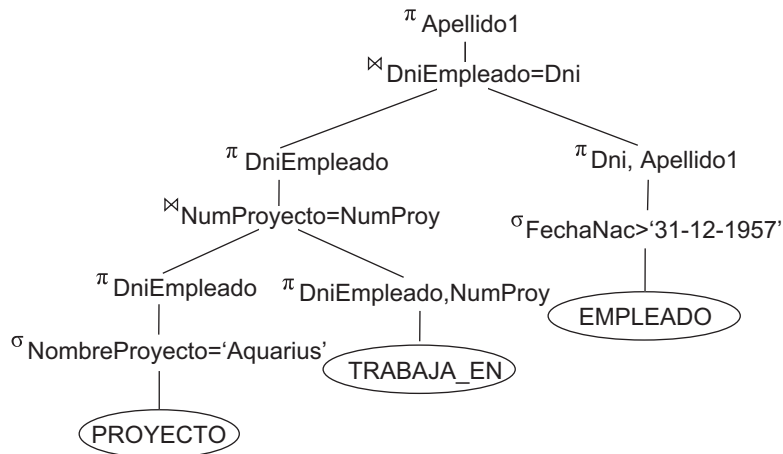 π Apellido1
⋈ DniEmpleado=Dni
π DniEmpleado
π Dni, Apellido1
⋈ NumProyecto=NumProy
σ FechaNac>‘31-12-1957’
π DniEmpleado
π DniEmpleado,NumProy
EMPLEADO
σ NombreProyecto=‘Aquarius’
TRABAJA_EN
PROYECTO